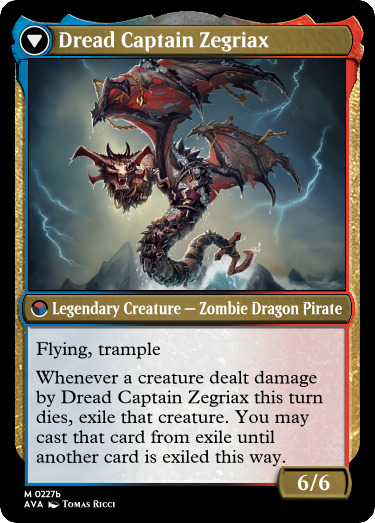 Dread Captain Zegriax
Legendary Creature — Zombie Dragon Pirate
Flying, trample
Whenever a creature dealt damage
by Dread Captain Zegriax this turn
dies, exile that creature. You may
cast that card from exile until
another card is exiled this way.
6/6
M 0227b
AVA Tomas Ricci